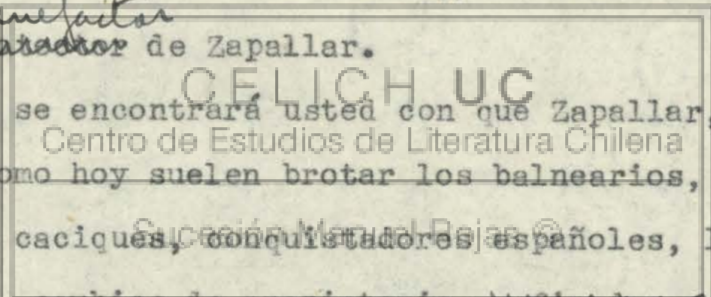 de Zapallar.
CELICH UC
se encontrará usted con que Zapallar,
Centro de Estudios de Literatura Chilena
omo hoy suelen brotar los balnearios,
caciques, conquistadores españoles,
Sucesión Manuel Rojas ©